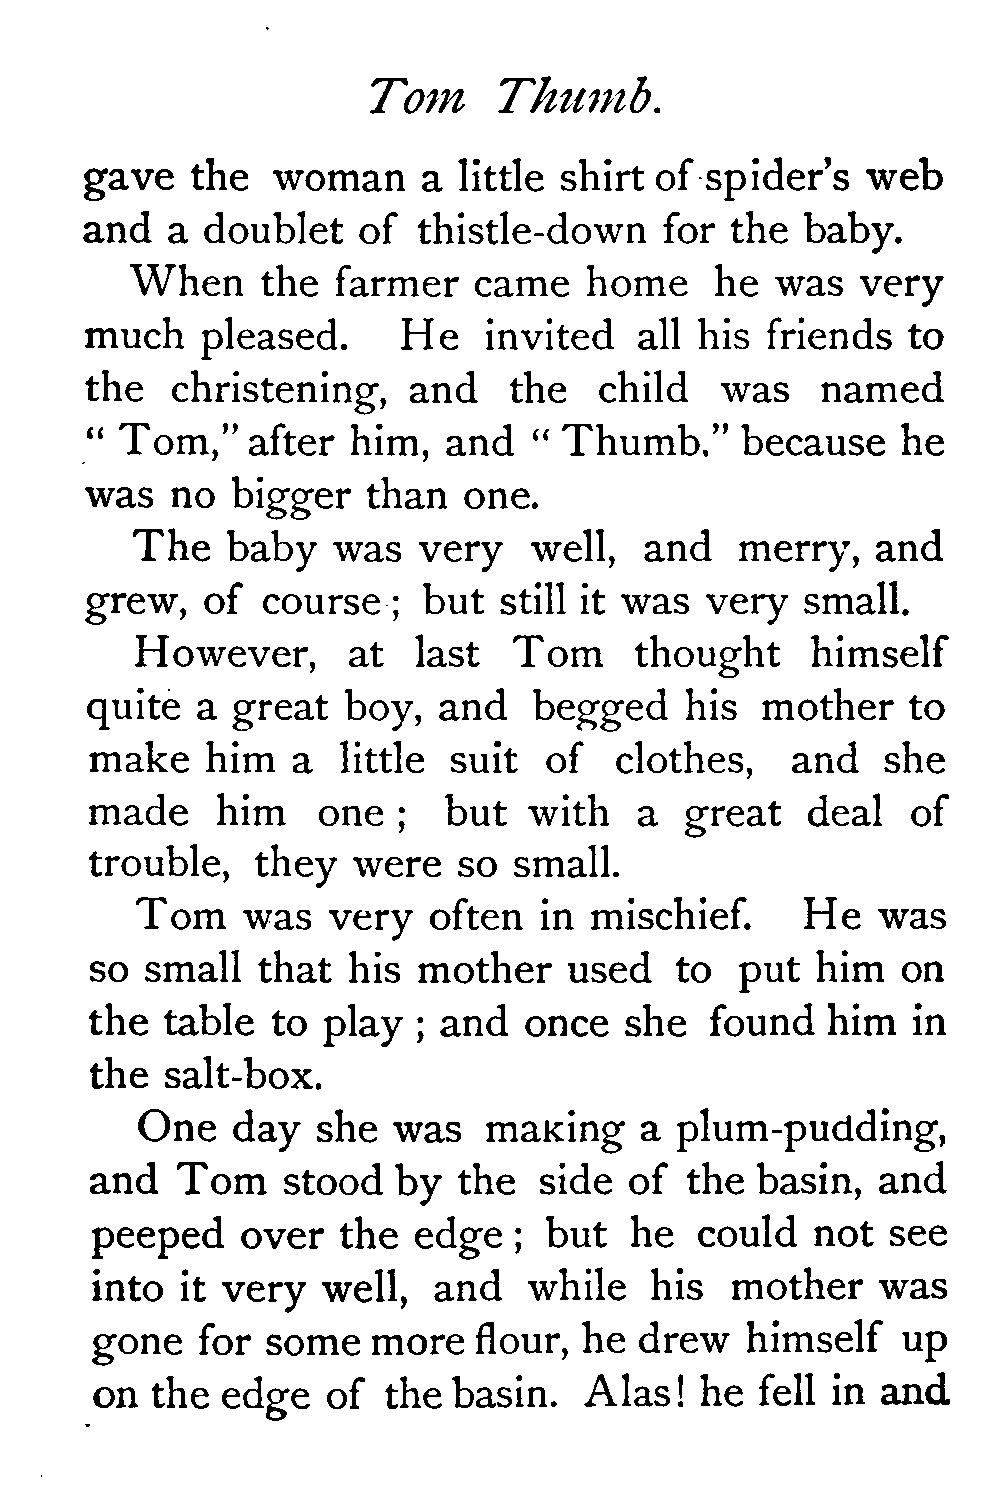 Tom Thumb.
gave the woman a little shirt of spider's web
and a doublet of thistle-down for the baby.
When the farmer came home he was very
much pleased. He invited all his friends to
the christening, and the child was named
“ Tom,” after him, and “ Thumb.” because he
was no bigger than one.
The baby was very well, and merry, and
grew, of course ; but still it was very small.
However, at last Tom thought himself
quite a great boy, and begged his mother to
make him a little suit of clothes, and she
made him one ; but with a great deal of
trouble, they were so small.
Tom was very often in mischief. He was
so small that his mother used to put him on
the table to play ; and once she found him in
the salt-box.
One day she was making a plum-pudding,
and Tom stood by the side of the basin, and
peeped over the edge ; but he could not see
into it very well, and while his mother was
gone for some more flour, he drew himself up
on the edge of the basin. Alas! he fell in and